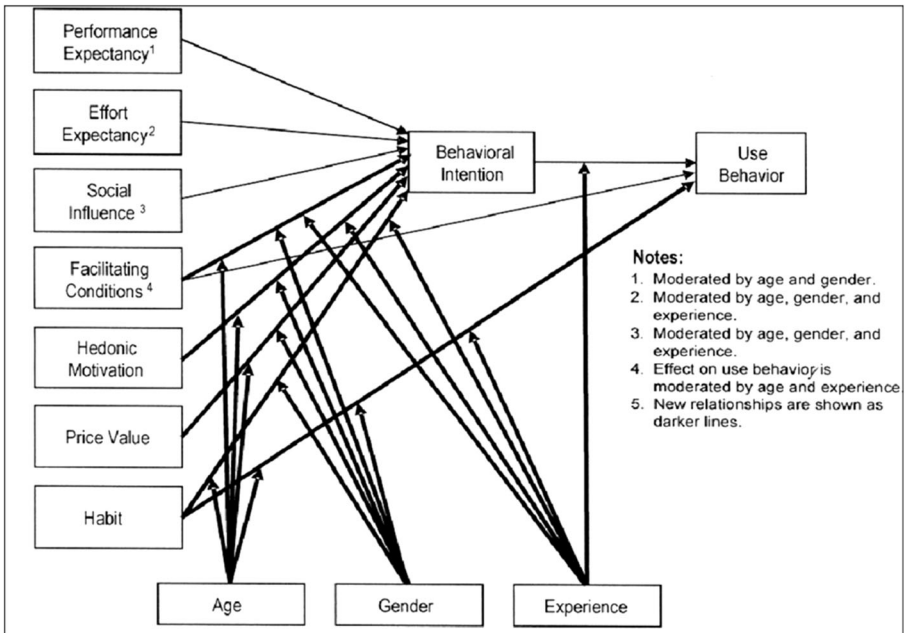 Performance
Expectancy1
Effort
Expectancy2
Social
Influence 3
Facilitating
Conditions 4
Hedonic
Motivation
Price Value
Habit
Behavioral
Intention
Use
Behavior
Notes:
1. Moderated by age and gender.
2. Moderated by age, gender, and
experience.
3. Moderated by age, gender, and
experience.
4. Effect on use behavior is
moderated by age and experience.
5. New relationships are shown as
darker lines.
Age
Gender
Experience